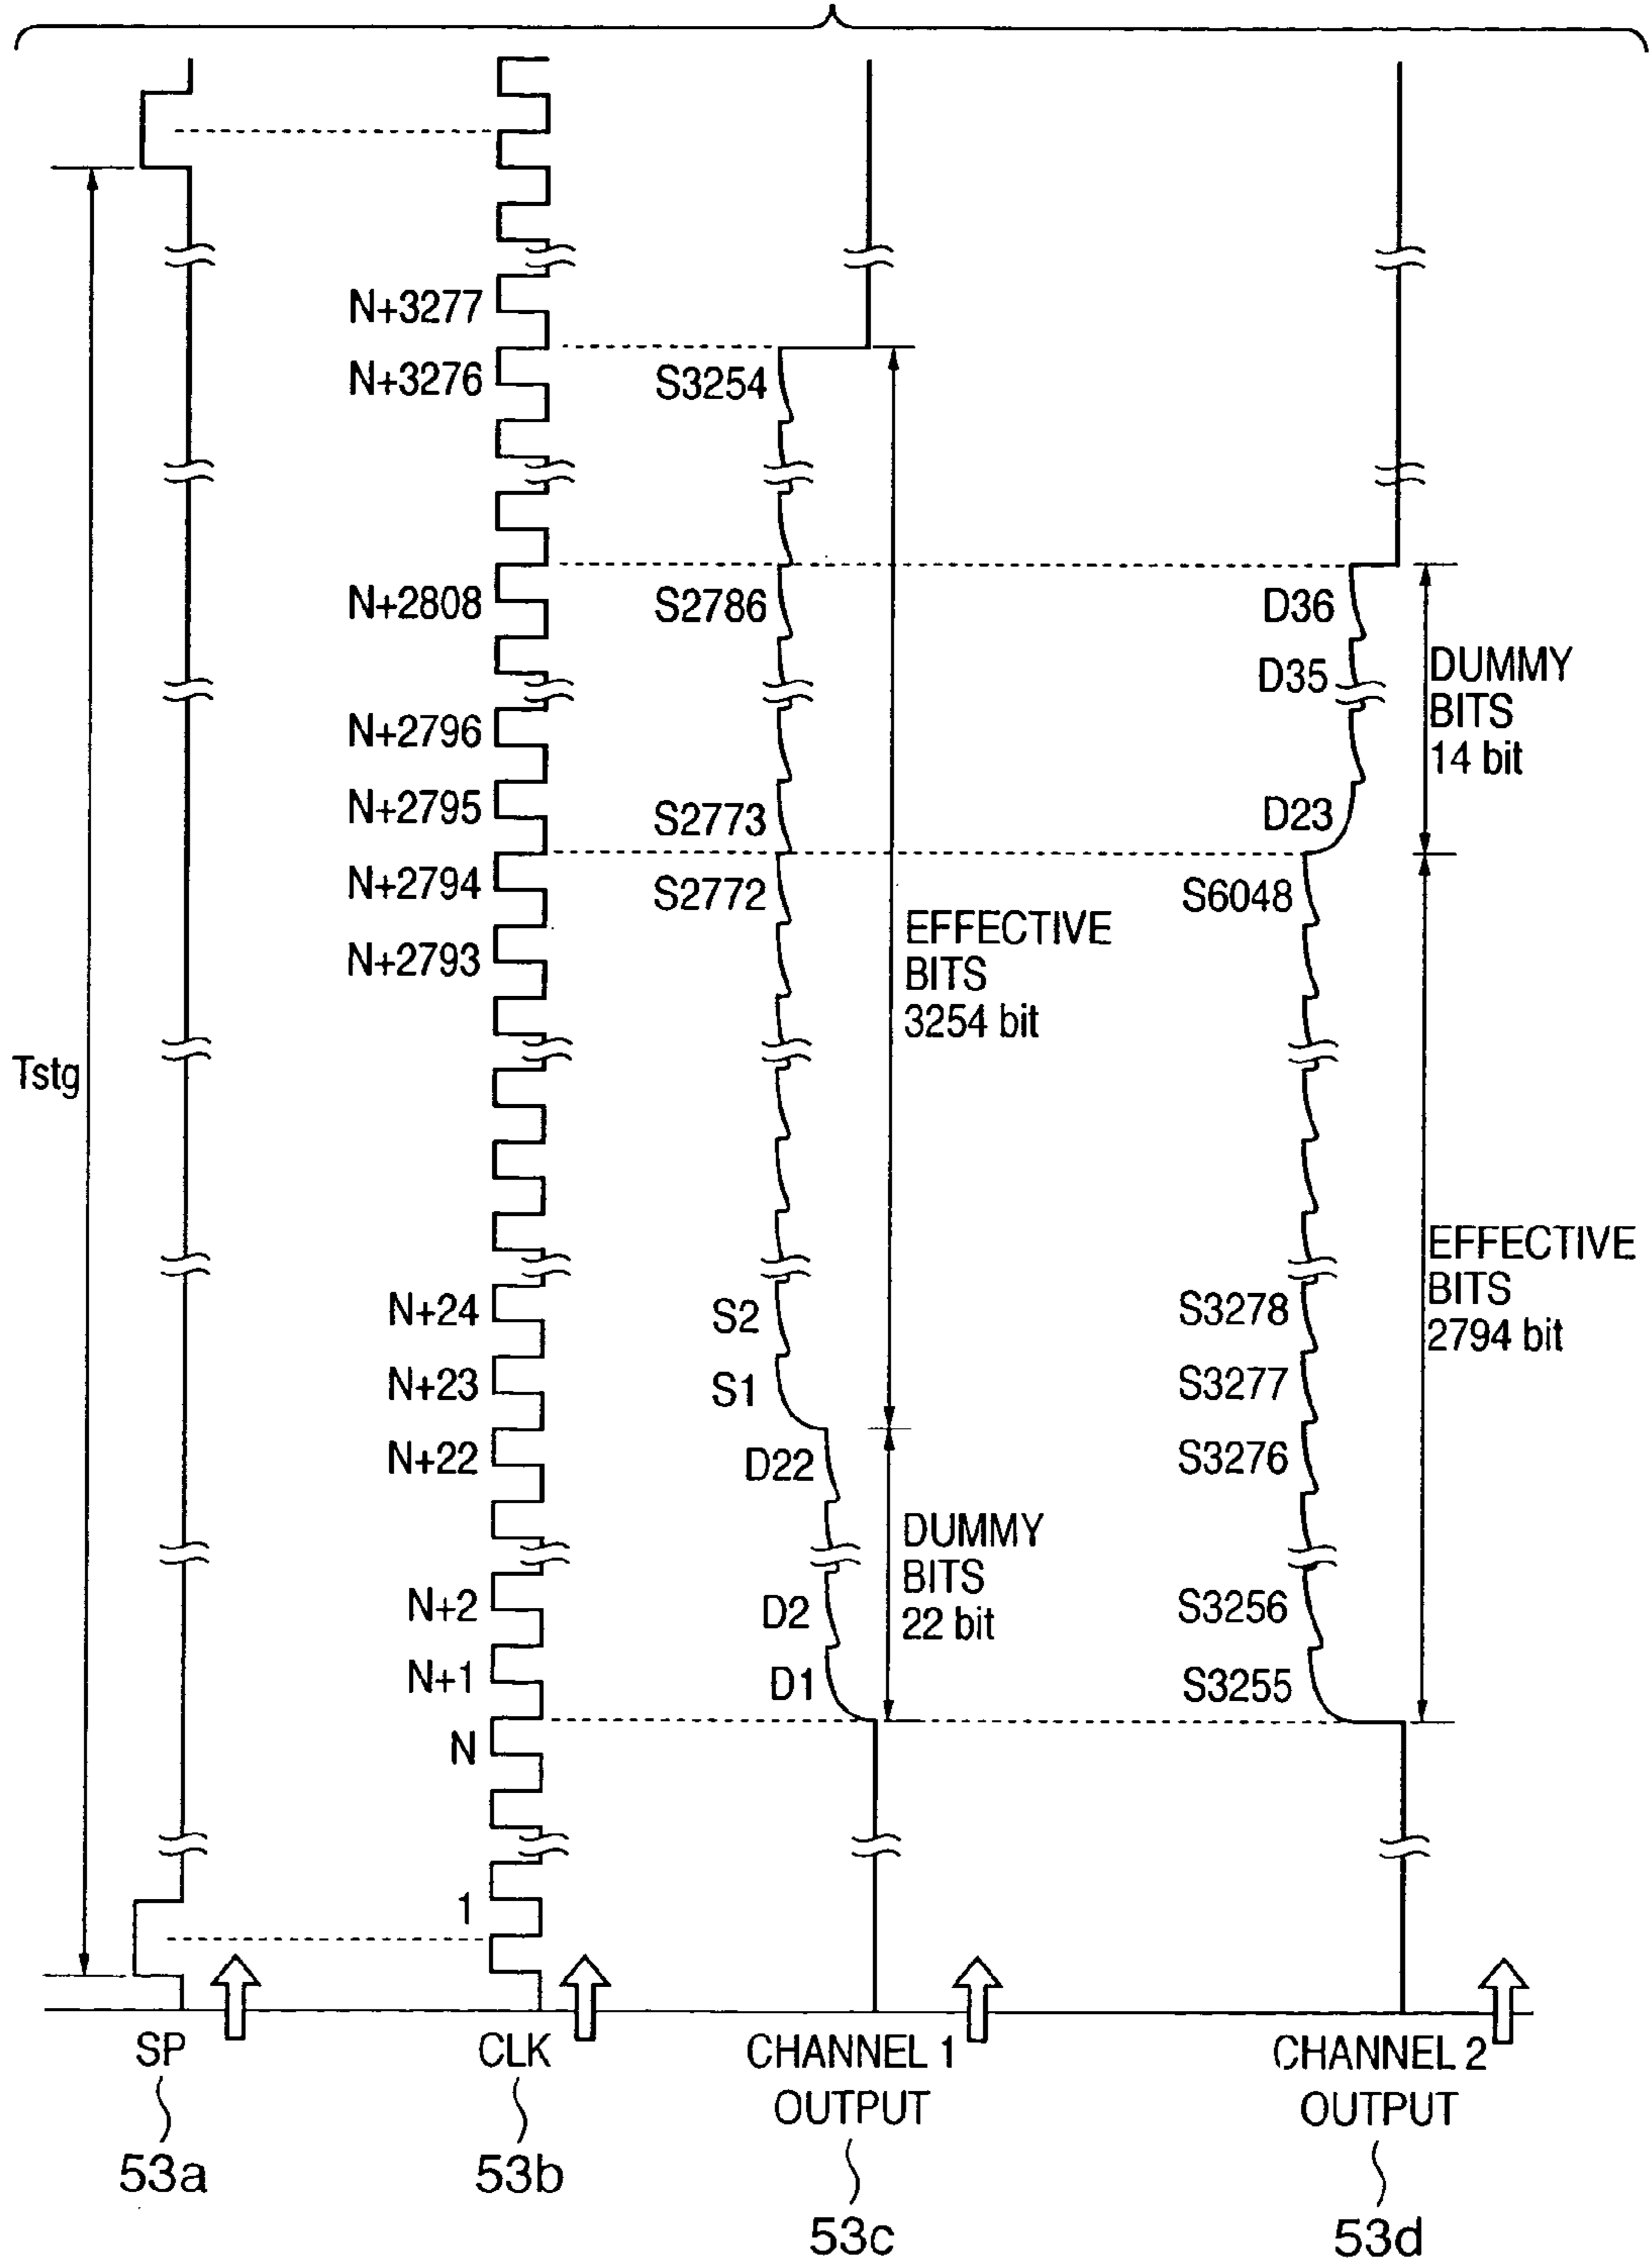 N+3277
N+3276
S3254
N+2808
S2786
D36
D35
DUMMY
BITS
14 bit
N+2796
N+2795
S2773
D23
N+2794
S2772
S6048
N+2793
EFFECTIVE
BITS
3254 bit
Tstg
EFFECTIVE
BITS
2794 bit
N+24
S2
S3278
N+23
S1
S3277
N+22
D22
S3276
DUMMY
BITS
22 bit
N+2
D2
S3256
N+1
D1
S3255
N
1
SP
CLK
CHANNEL 1
OUTPUT
CHANNEL 2
OUTPUT
53a
53b
53c
53d